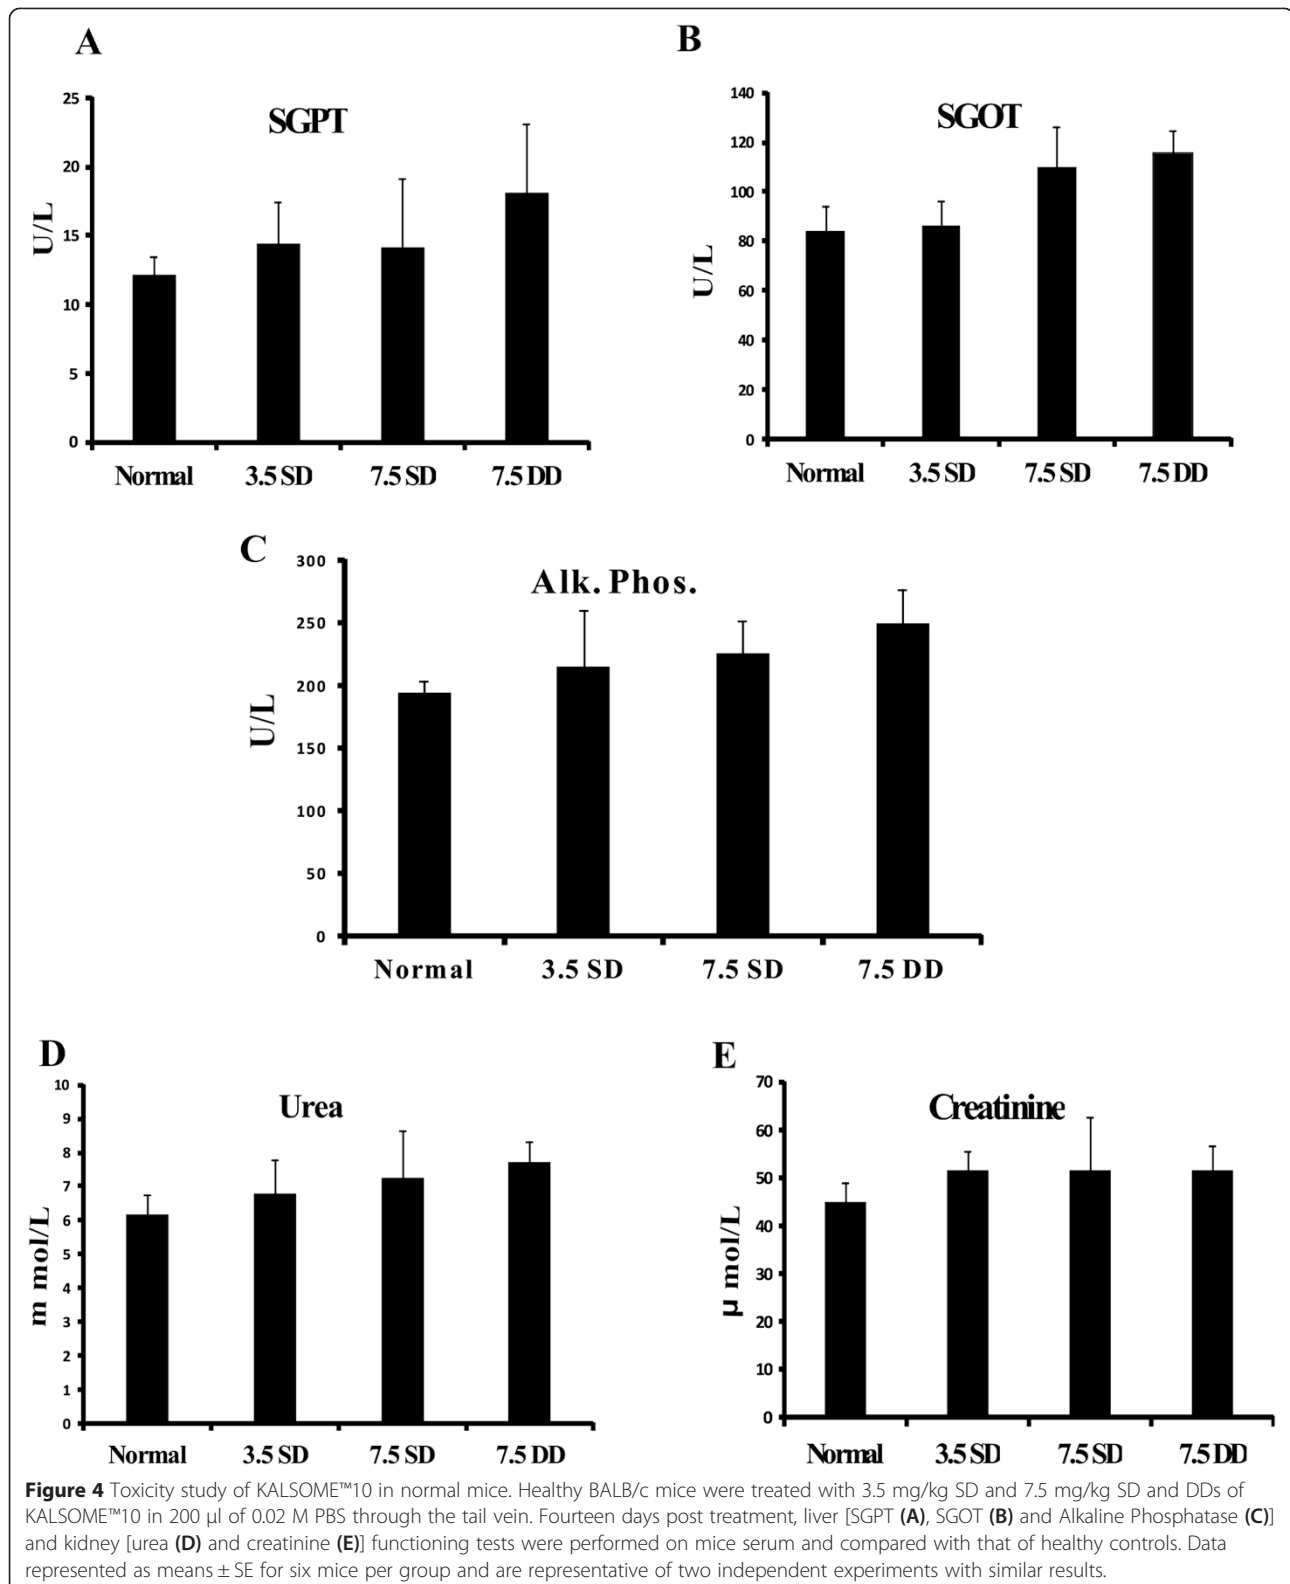 A
SGPT
25
20
15
10
5
0
U/L
Normal 3.5 SD 7.5 SD 7.5 DD
B
SGOT
140
120
100
80
60
40
20
0
U/L
Normal 3.5 SD 7.5 SD 7.5 DD
C
Alk. Phos.
300
250
200
150
100
50
0
U/L
Normal 3.5 SD 7.5 SD 7.5 DD
D
Urea
10
9
8
7
6
5
4
3
2
1
0
m mol/L
Normal 3.5 SD 7.5 SD 7.5 DD
E
Creatinine
70
60
50
40
30
20
10
0
µ mol/L
Normal 3.5 SD 7.5 SD 7.5 DD
Figure 4 Toxicity study of KALSOME™10 in normal mice. Healthy BALB/c mice were treated with 3.5 mg/kg SD and 7.5 mg/kg SD and DDs of
KALSOME™10 in 200 µl of 0.02 M PBS through the tail vein. Fourteen days post treatment, liver [SGPT (A), SGOT (B) and Alkaline Phosphatase (C)]
and kidney [urea (D) and creatinine (E)] functioning tests were performed on mice serum and compared with that of healthy controls. Data
represented as means ± SE for six mice per group and are representative of two independent experiments with similar results.